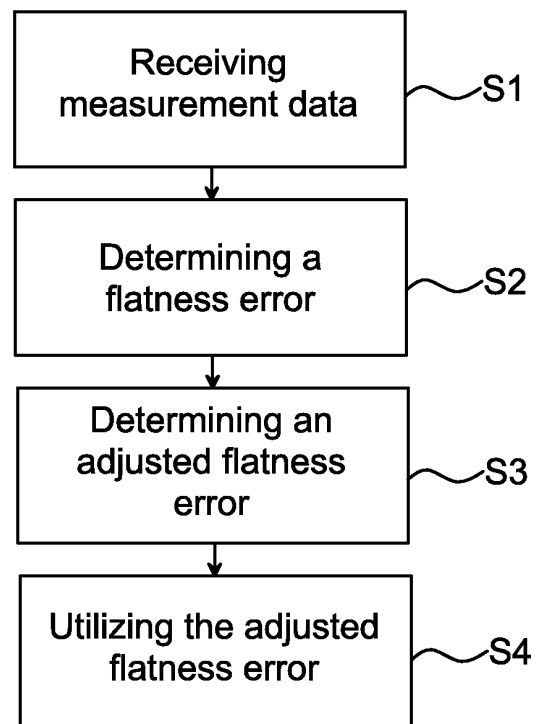 Receiving
measurement data
S1
Determining a
flatness error
S2
Determining an
adjusted flatness
error
S3
Utilizing the adjusted
flatness error
S4